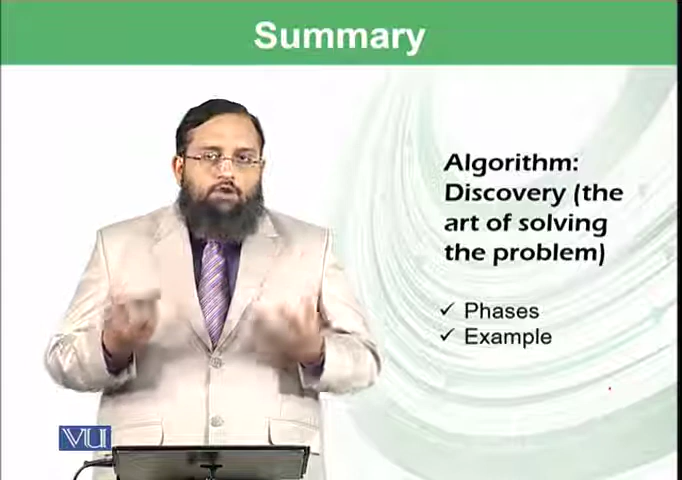 Summary
Algorithm:
Discovery (the
art of solving
the problem)
✓ Phases
✓ Example
VU